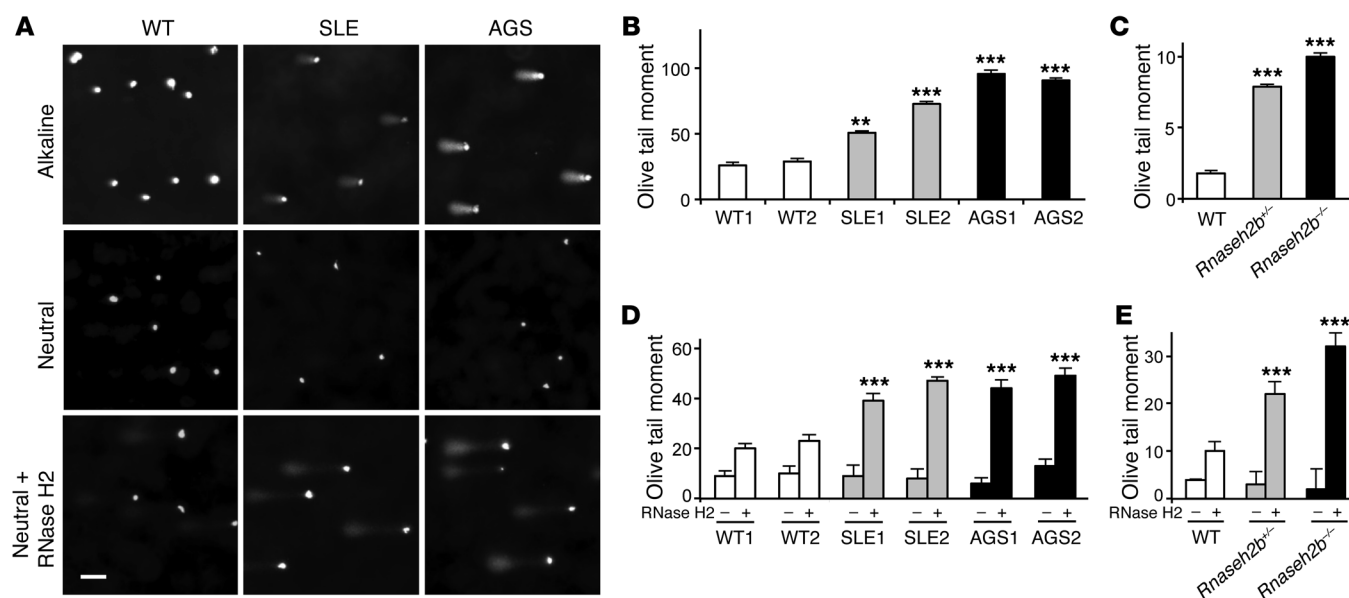 A
WT
SLE
AGS
Alkaline
Neutral
Neutral +
RNase H2
B
Olive tail moment
100
50
0
**
***
***
***
WT1
WT2
SLE1
SLE2
AGS1
AGS2
C
Olive tail moment
10
5
0
***
***
WT
Rnaseh2b+/–
Rnaseh2b–/–
D
Olive tail moment
60
40
20
0
***
***
***
***
RNase H2 – + – + – + – + – + – +
WT1
WT2
SLE1
SLE2
AGS1
AGS2
E
Olive tail moment
30
20
10
0
***
***
RNase H2 – + – + – +
WT
Rnaseh2b+/–
Rnaseh2b–/–